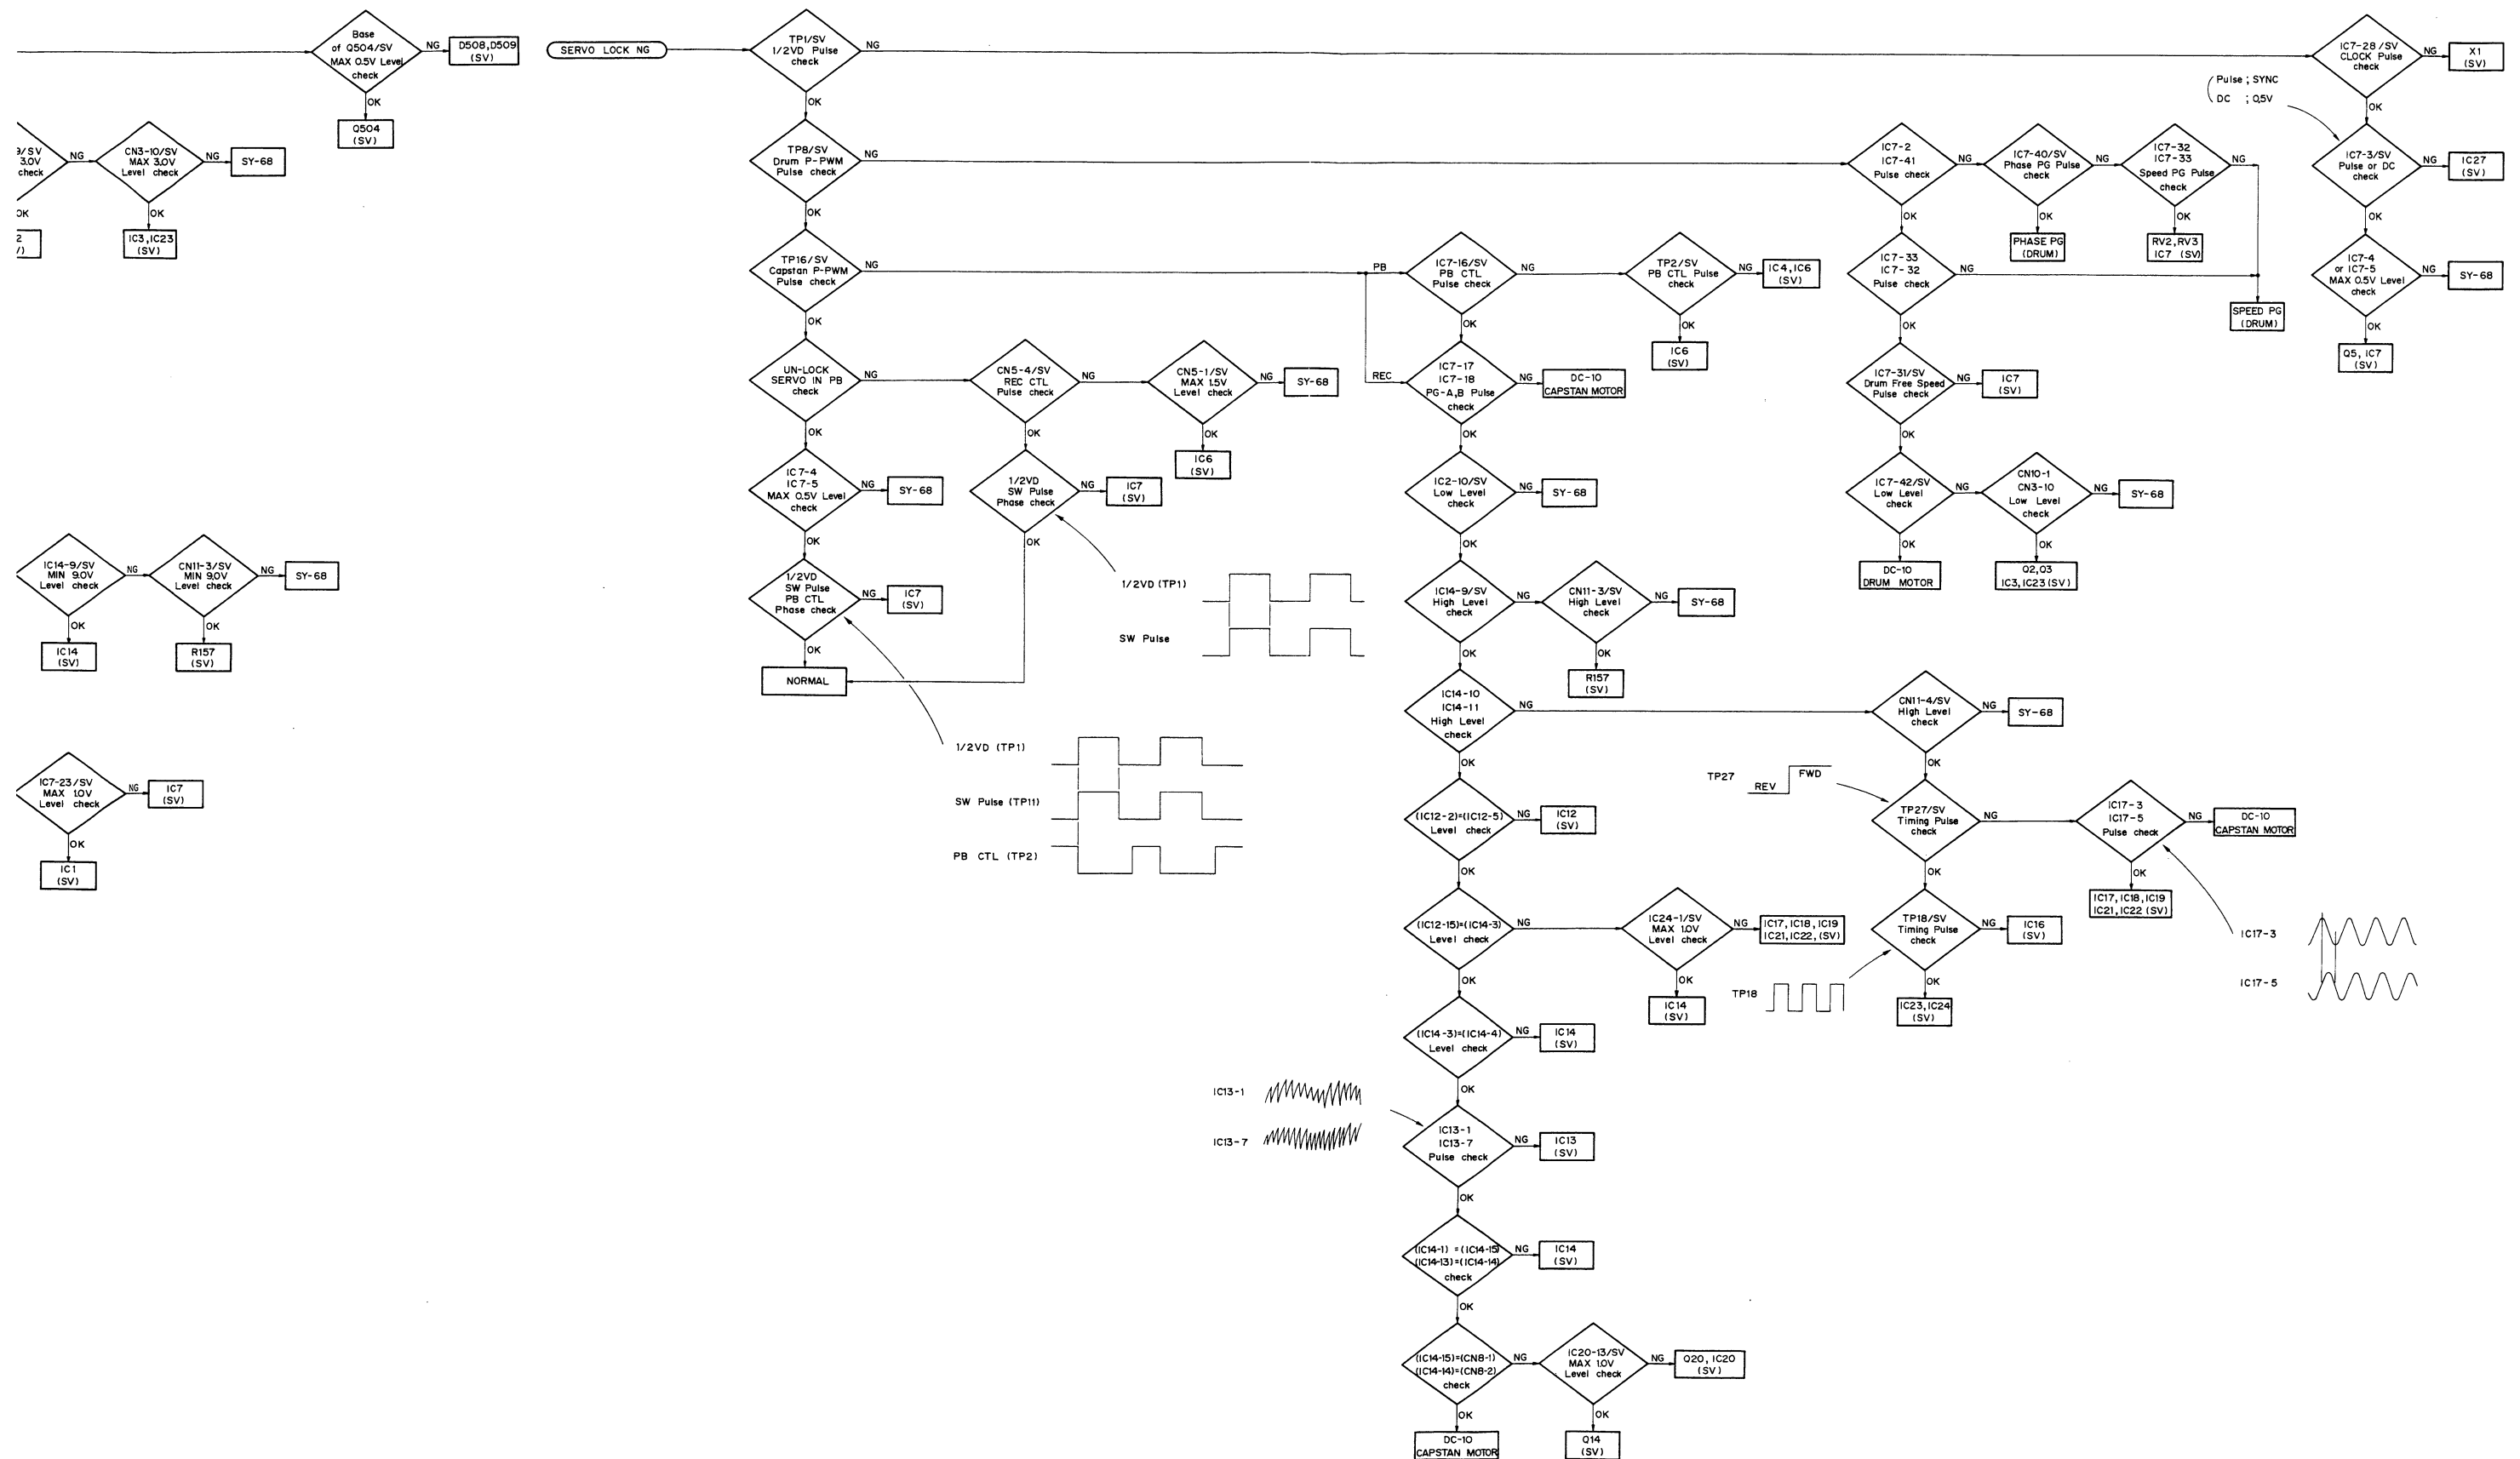 Base
of Q504/SV
MAX 0.5V Level
check
NG
D508,D509
(SV)
OK
Q504
(SV)
3.0V
check
NG
OK
CN3-10/SV
MAX 3.0V
Level check
NG
SY-68
OK
IC3,IC23
(SV)
IC14-9/SV
MIN 9.0V
Level check
NG
CN11-3/SV
MIN 9.0V
Level check
NG
SY-68
OK
IC14
(SV)
OK
R157
(SV)
IC7-23/SV
MAX 1.0V
Level check
NG
IC7
(SV)
OK
IC1
(SV)
SERVO LOCK NG
TP1/SV
1/2VD Pulse
check
NG
OK
TP8/SV
Drum P-PWM
Pulse check
NG
OK
TP16/SV
Capstan P-PWM
Pulse check
NG
OK
UN-LOCK
SERVO IN PB
check
NG
OK
IC7-4
IC7-5
MAX 0.5V Level
check
NG
SY-68
OK
1/2VD
SW Pulse
PB CTL
Phase check
NG
IC7
(SV)
OK
NORMAL
CN5-4/SV
REC CTL
Pulse check
NG
OK
1/2VD
SW Pulse
Phase check
NG
IC7
(SV)
OK
CN5-1/SV
MAX 1.5V
Level check
NG
SY-68
OK
IC6
(SV)
1/2VD (TP1)
SW Pulse
1/2VD (TP1)
SW Pulse (TP11)
PB CTL (TP2)
PB
REC
IC7-16/SV
PB CTL
Pulse check
NG
OK
TP2/SV
PB CTL Pulse
check
NG
IC4,IC6
(SV)
OK
IC6
(SV)
IC7-17
IC7-18
PG-A,B Pulse
check
NG
DC-10
CAPSTAN MOTOR
OK
IC2-10/SV
Low Level
check
NG
SY-68
OK
IC14-9/SV
High Level
check
NG
CN11-3/SV
High Level
check
NG
SY-68
OK
R157
(SV)
OK
IC14-10
IC14-11
High Level
check
NG
OK
(IC12-2)=(IC12-5)
Level check
NG
IC12
(SV)
OK
(IC12-15)=(IC14-3)
Level check
NG
IC24-1/SV
MAX 1.0V
Level check
NG
IC17,IC18,IC19
IC21,IC22,(SV)
OK
IC14
(SV)
OK
(IC14-3)=(IC14-4)
Level check
NG
IC14
(SV)
OK
IC13-1
IC13-7
IC13-1
IC13-7
Pulse check
NG
IC13
(SV)
OK
(IC14-1) =(IC14-15)
(IC14-13)=(IC14-14)
check
NG
IC14
(SV)
OK
(IC14-15)=(CN8-1)
(IC14-14)=(CN8-2)
check
NG
IC20-13/SV
MAX 1.0V
Level check
NG
Q20, IC20
(SV)
OK
DC-10
CAPSTAN MOTOR
OK
Q14
(SV)
IC7-2
IC7-41
Pulse check
NG
OK
IC7-40/SV
Phase PG Pulse
check
NG
OK
PHASE PG
(DRUM)
IC7-32
IC7-33
Speed PG Pulse
check
NG
OK
RV2,RV3
IC7 (SV)
IC7-33
IC7-32
Pulse check
NG
OK
SPEED PG
(DRUM)
IC7-31/SV
Drum Free Speed
Pulse check
NG
IC7
(SV)
OK
IC7-42/SV
Low Level
check
NG
CN10-1
CN3-10
Low Level
check
NG
SY-68
OK
DC-10
DRUM MOTOR
OK
Q2,Q3
IC3,IC23(SV)
CN11-4/SV
High Level
check
NG
SY-68
OK
TP27
REV
FWD
TP27/SV
Timing Pulse
check
NG
IC17-3
IC17-5
Pulse check
NG
DC-10
CAPSTAN MOTOR
OK
IC17,IC18,IC19
IC21,IC22(SV)
OK
TP18/SV
Timing Pulse
check
NG
IC16
(SV)
OK
IC23,IC24
(SV)
TP18
IC17-3
IC17-5
IC7-28/SV
CLOCK Pulse
check
NG
X1
(SV)
OK
Pulse ; SYNC
DC ; 0.5V
IC7-3/SV
Pulse or DC
check
NG
IC27
(SV)
OK
IC7-4
or IC7-5
MAX 0.5V Level
check
NG
SY-68
OK
Q5, IC7
(SV)